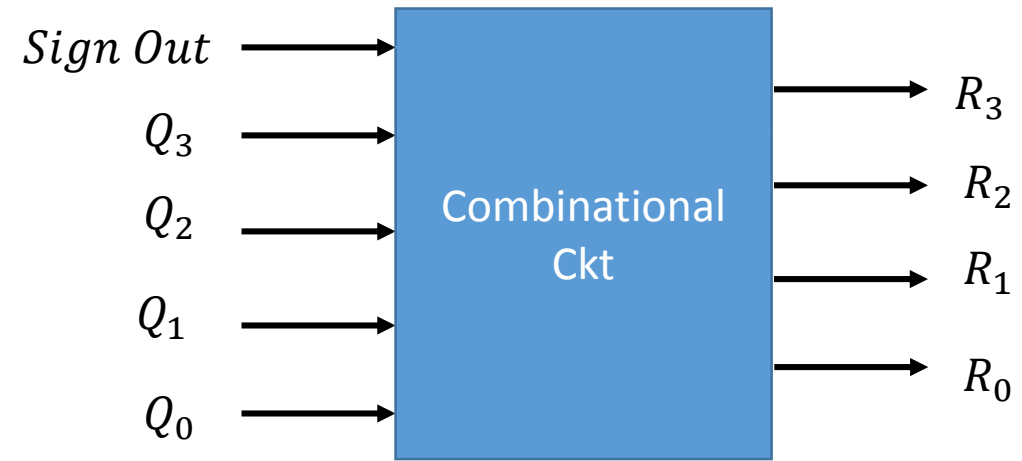 Sign Out
Q₃
Q₂
Q₁
Q₀
Combinational
Ckt
R₃
R₂
R₁
R₀